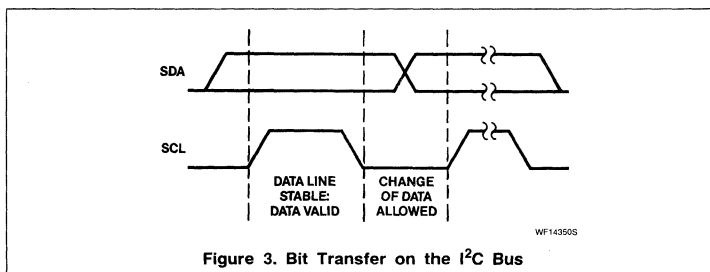 SDA
SCL
DATA LINE
STABLE:
DATA VALID
CHANGE
OF DATA
ALLOWED
WF14350S
Figure 3. Bit Transfer on the I²C Bus